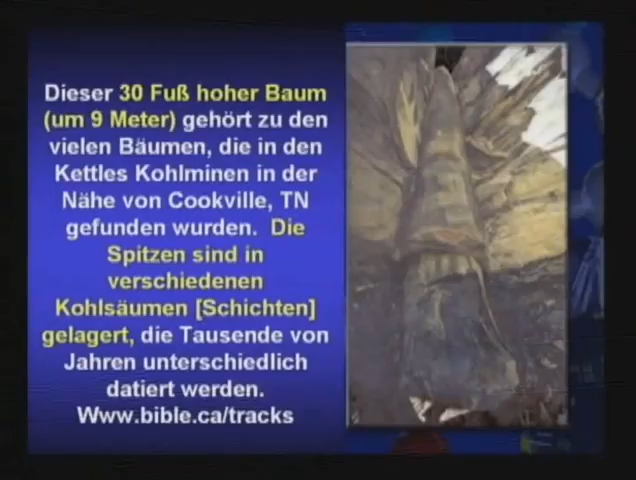 Dieser 30 Fuß hoher Baum
(um 9 Meter) gehört zu den
vielen Bäumen, die in den
Kettles Kohlminen in der
Nähe von Cookville, TN
gefunden wurden. Die
Spitzen sind in
verschiedenen
Kohlsäumen [Schichten]
gelagert, die Tausende von
Jahren unterschiedlich
datiert werden.
Www.bible.ca/tracks